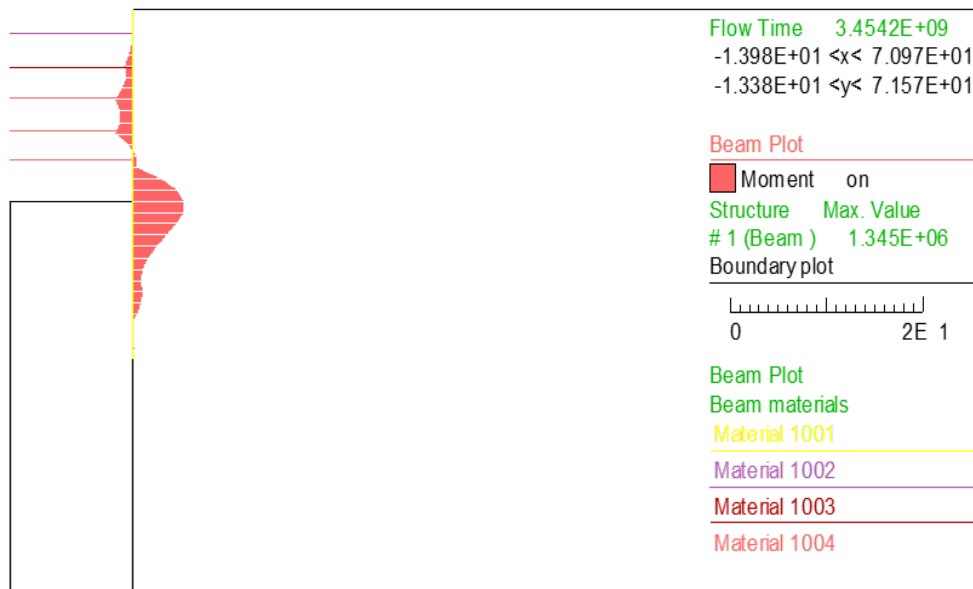 Flow Time 3.4542E+09
-1.398E+01 <x< 7.097E+01
-1.338E+01 <y< 7.157E+01
Beam Plot
Moment on
Structure Max. Value
# 1 (Beam ) 1.345E+06
Boundary plot
0 2E 1
Beam Plot
Beam materials
Material 1001
Material 1002
Material 1003
Material 1004